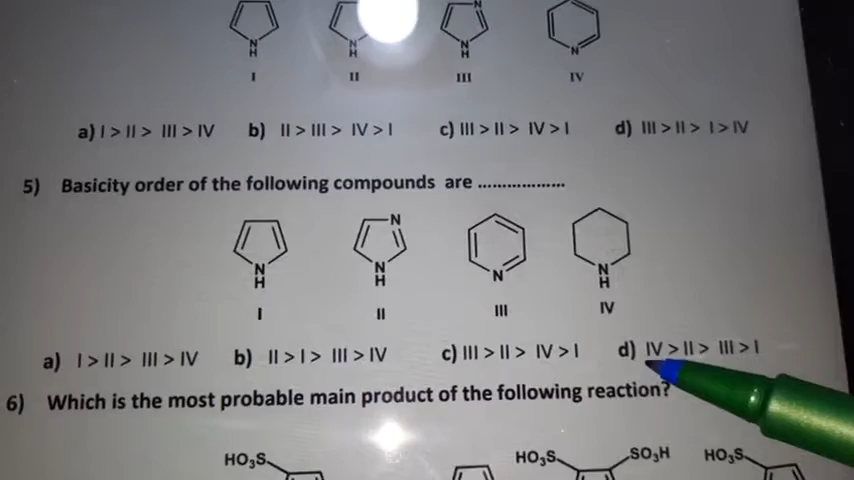 N
N
H
N
H
N
H
N
I
II
III
IV
a) I > II > III > IV b) II > III > IV > I c) III > II > IV > I d) III > II > I > IV
5) Basicity order of the following compounds are ..................
N
N
H
N
H
N
N
H
I
II
III
IV
a) I > II > III > IV b) II > I > III > IV c) III > II > IV > I d) IV > II > III > I
6) Which is the most probable main product of the following reaction?
HO₃S
HO₃S
SO₃H
HO₃S